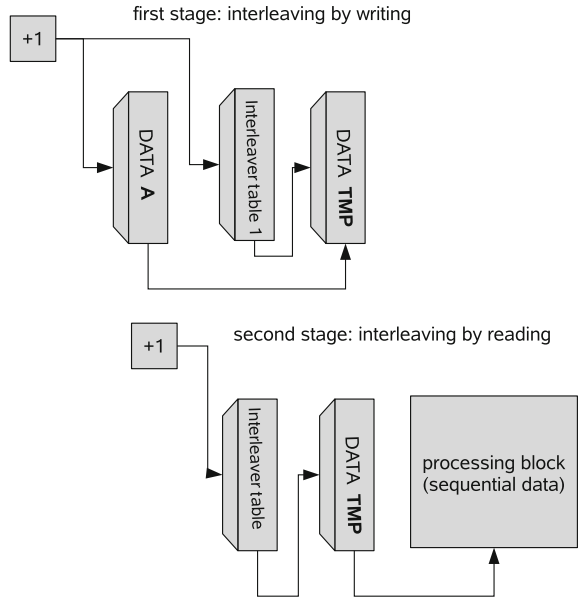 first stage: interleaving by writing
+1
DATA A
Interleaver table 1
DATA TMP
second stage: interleaving by reading
+1
Interleaver table
DATA TMP
processing block
(sequential data)